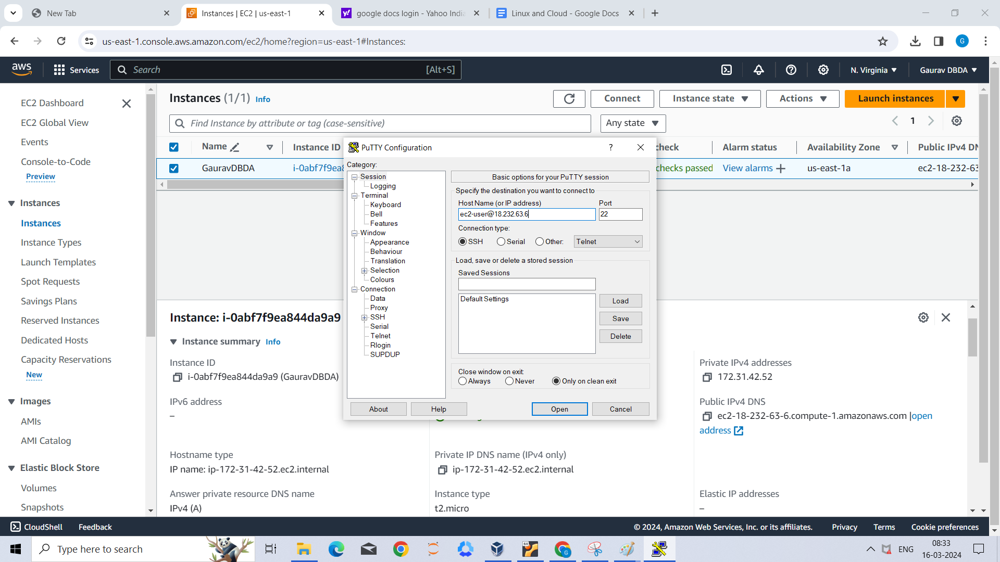 New Tab
Instances | EC2 | us-east-1
google docs login - Yahoo India
Linux and Cloud - Google Docs
us-east-1.console.aws.amazon.com/ec2/home?region=us-east-1#Instances:
G
aws
Services
Search
[Alt+S]
N. Virginia
Gaurav DBDA
EC2 Dashboard
EC2 Global View
Events
Console-to-Code
Preview
Instances
Instances
Instance Types
Launch Templates
Spot Requests
Savings Plans
Reserved Instances
Dedicated Hosts
Capacity Reservations
New
Images
AMIs
AMI Catalog
Elastic Block Store
Volumes
Snapshots
Instances (1/1) Info
Connect
Instance state
Actions
Launch instances
Find Instance by attribute or tag (case-sensitive)
Any state
1
Name
Instance ID
check
Alarm status
Availability Zone
Public IPv4 DN
GauravDBDA
i-0abf7f9ea8
checks passed
View alarms
us-east-1a
ec2-18-232-63
PuTTY Configuration
?
Category:
Session
Logging
Terminal
Keyboard
Bell
Features
Window
Appearance
Behaviour
Translation
Selection
Colours
Connection
Data
Proxy
SSH
Serial
Telnet
Rlogin
SUPDUP
Basic options for your PuTTY session
Specify the destination you want to connect to
Host Name (or IP address)
Port
ec2-user@18.232.63.6
22
Connection type:
SSH
Serial
Other:
Telnet
Load, save or delete a stored session
Saved Sessions
Default Settings
Load
Save
Delete
Close window on exit:
Always
Never
Only on clean exit
About
Help
Open
Cancel
Instance: i-0abf7f9ea844da9a9
Instance summary Info
Instance ID
i-0abf7f9ea844da9a9 (GauravDBDA)
Private IPv4 addresses
172.31.42.52
IPv6 address
–
Public IPv4 DNS
ec2-18-232-63-6.compute-1.amazonaws.com |open
address
Hostname type
IP name: ip-172-31-42-52.ec2.internal
Private IP DNS name (IPv4 only)
ip-172-31-42-52.ec2.internal
Answer private resource DNS name
IPv4 (A)
Instance type
t2.micro
Elastic IP addresses
–
CloudShell
Feedback
© 2024, Amazon Web Services, Inc. or its affiliates.
Privacy
Terms
Cookie preferences
Type here to search
64
G
ENG
08:33
16-03-2024